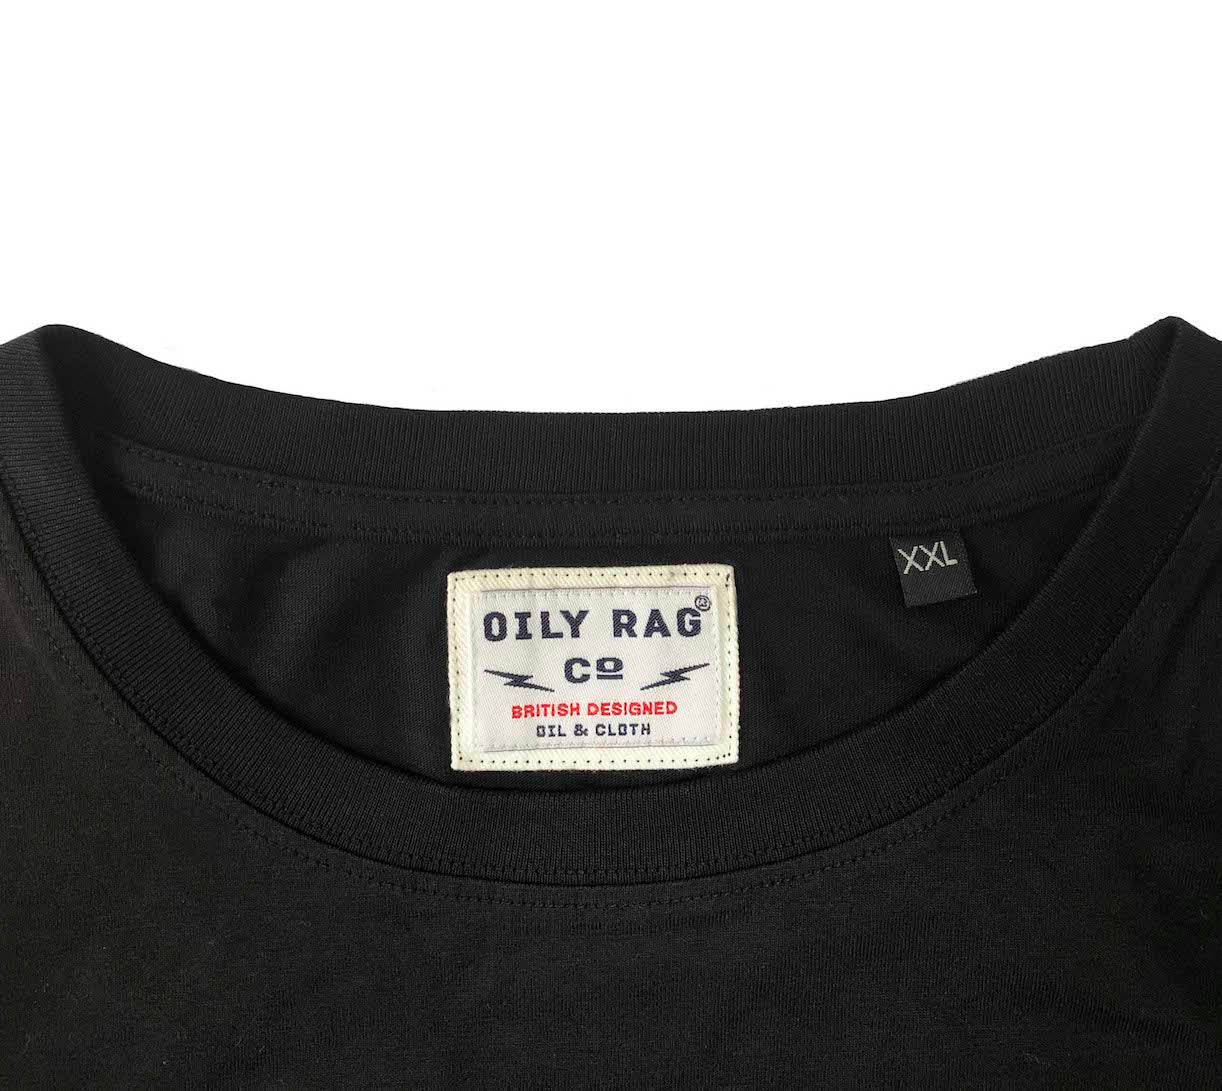 OILY RAG®
Cº
BRITISH DESIGNED
OIL & CLOTH
XXL